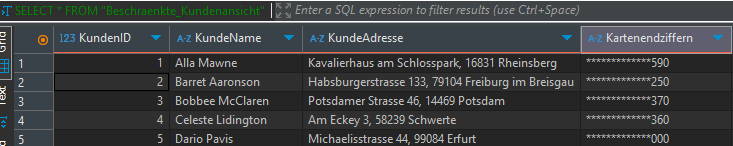 SELECT * FROM "Beschraenkte_Kundenansicht" Enter a SQL expression to filter results (use Ctrl+Space)
Grid 123 KundenID A-Z KundeName A-Z KundeAdresse A-Z Kartenendziffern
1 1 Alla Mawne Kavalierhaus am Schlosspark, 16831 Rheinsberg *************590
2 2 Barret Aaronson Habsburgerstrasse 133, 79104 Freiburg im Breisgau *************250
Text 3 3 Bobbee McClaren Potsdamer Strasse 46, 14469 Potsdam *************370
4 4 Celeste Lidington Am Eckey 3, 58239 Schwerte *************360
5 5 Dario Pavis Michaelisstrasse 44, 99084 Erfurt *************000